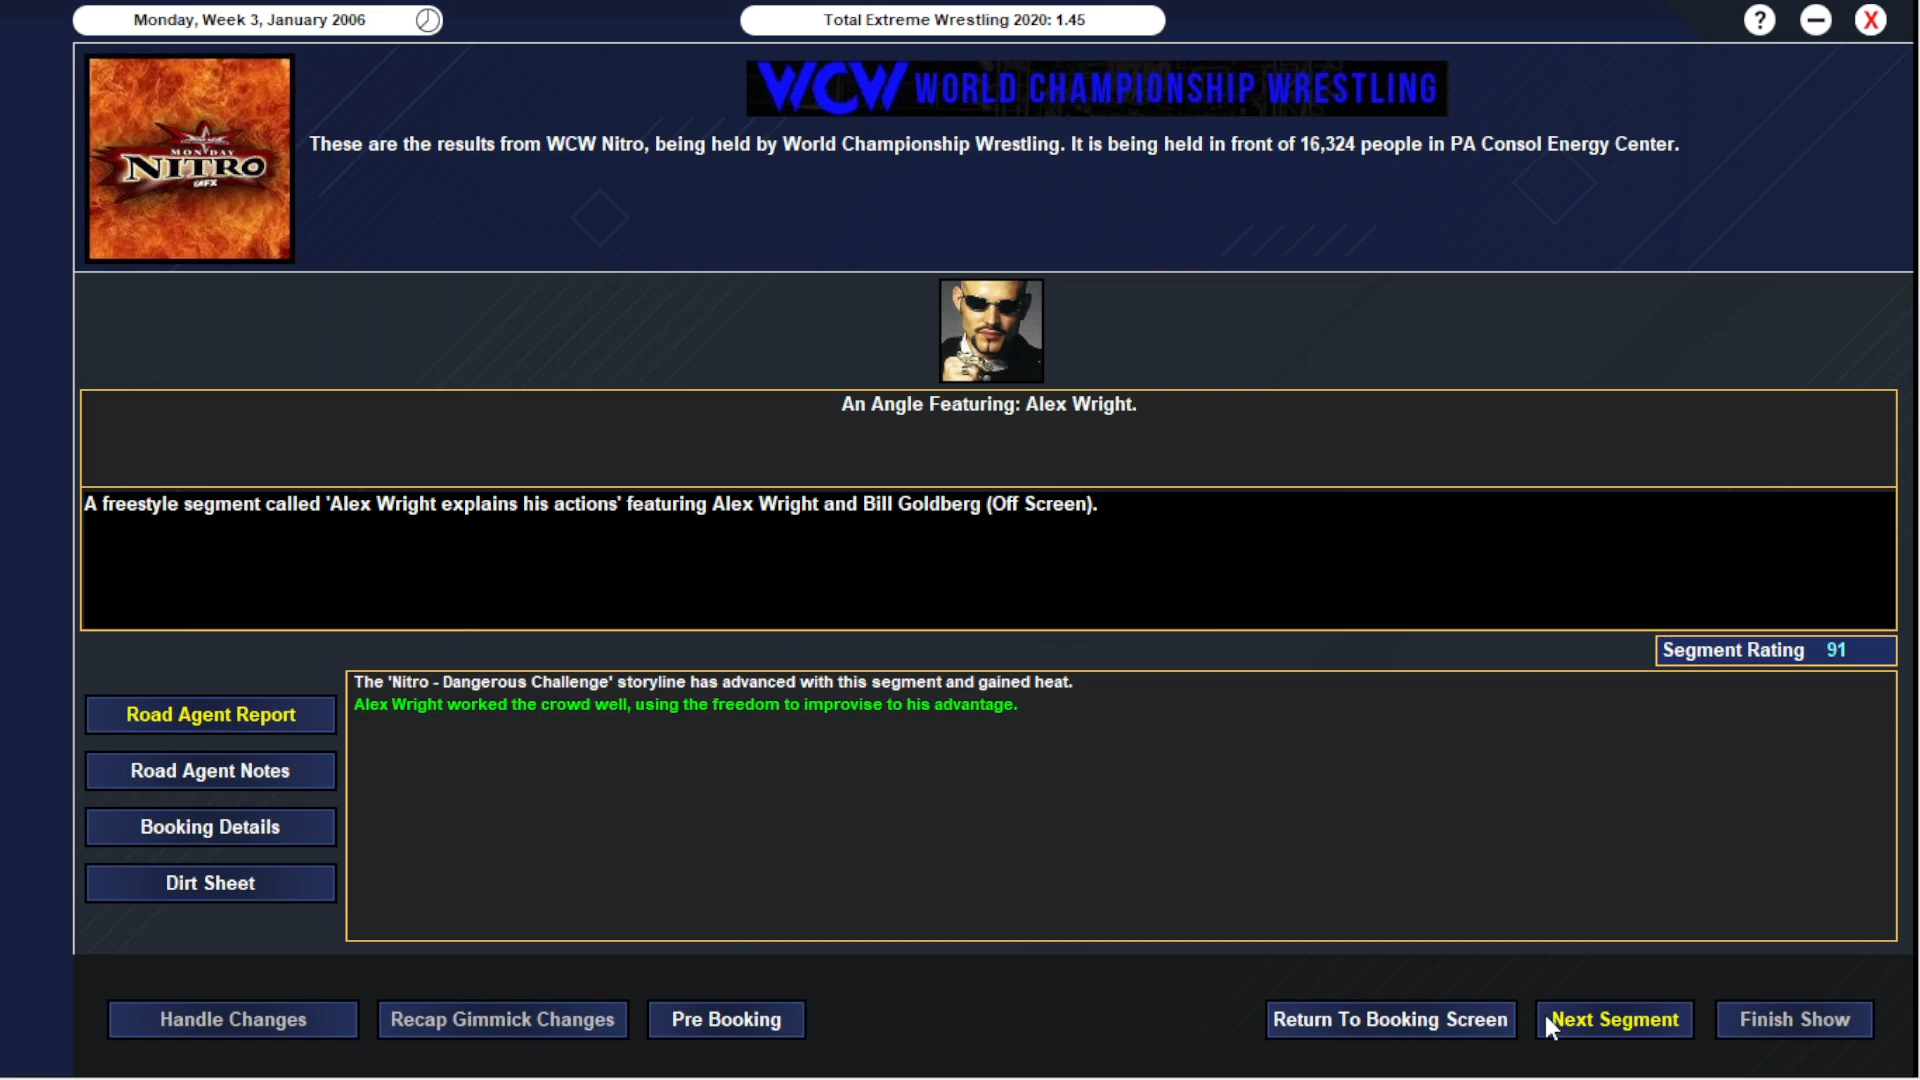 Monday, Week 3, January 2006
Total Extreme Wrestling 2020: 1.45
?
X
MONDAY
NITRO
WCW WORLD CHAMPIONSHIP WRESTLING
These are the results from WCW Nitro, being held by World Championship Wrestling. It is being held in front of 16,324 people in PA Consol Energy Center.
An Angle Featuring: Alex Wright.
A freestyle segment called 'Alex Wright explains his actions' featuring Alex Wright and Bill Goldberg (Off Screen).
Segment Rating 91
Road Agent Report
Road Agent Notes
Booking Details
Dirt Sheet
The 'Nitro - Dangerous Challenge' storyline has advanced with this segment and gained heat.
Alex Wright worked the crowd well, using the freedom to improvise to his advantage.
Handle Changes
Recap Gimmick Changes
Pre Booking
Return To Booking Screen
Next Segment
Finish Show